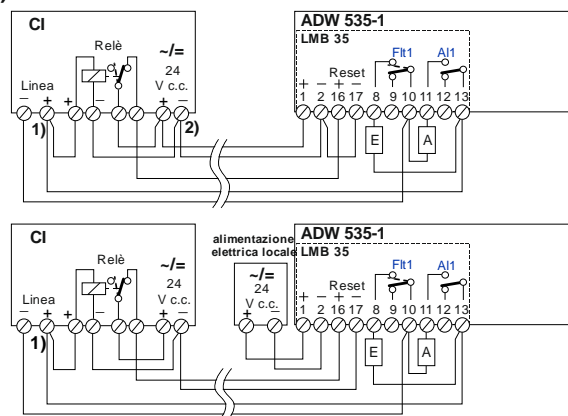 CI
Relè
~/=
24
V c.c.
Linea
− + + − + −
1)
2)
ADW 535-1
LMB 35
Flt1
Al1
Reset
+ − + −
1 2 16 17 8 9 10 11 12 13
E
A
CI
Relè
~/=
24
V c.c.
Linea
− + + − + −
1)
alimentazione
elettrica locale
~/=
24
V c.c.
+ −
ADW 535-1
LMB 35
Flt1
Al1
Reset
+ − + −
1 2 16 17 8 9 10 11 12 13
E
A